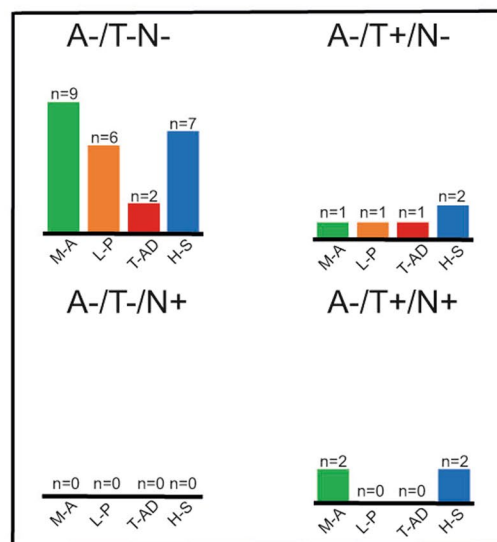 A-/T-N-
n=9
n=6
n=2
n=7
M-A
L-P
T-AD
H-S
A-/T+/N-
n=1
n=1
n=1
n=2
M-A
L-P
T-AD
H-S
A-/T-/N+
n=0
n=0
n=0
n=0
M-A
L-P
T-AD
H-S
A-/T+/N+
n=2
n=0
n=0
n=2
M-A
L-P
T-AD
H-S